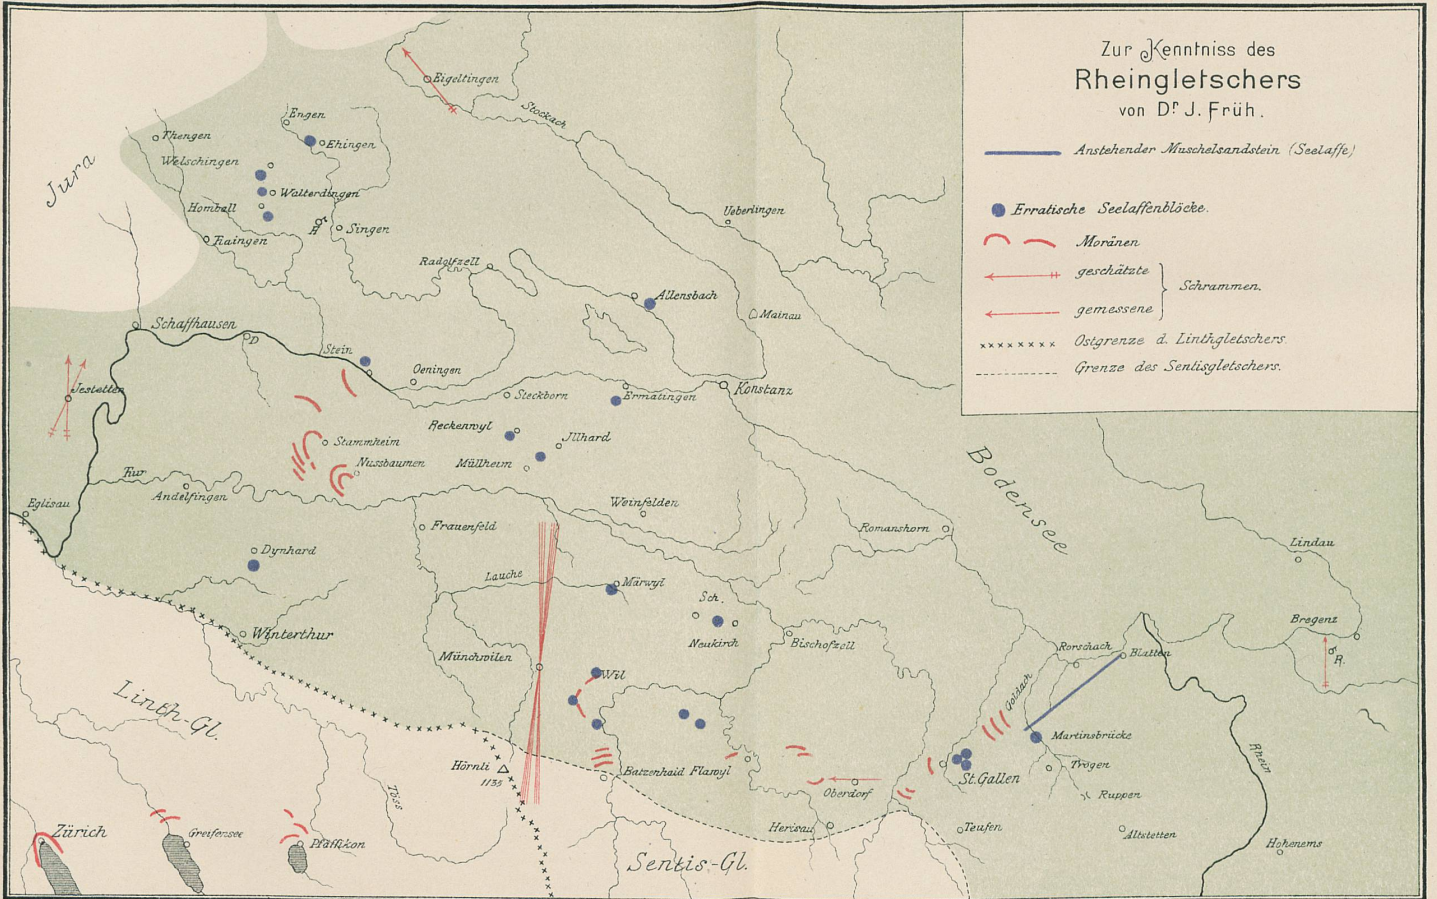 Zur Kenntniss des
Rheingletschers
von Dr. J. Früh.
Anstehender Muschelsandstein (Seelaffe)
Erratische Seelaffenblöcke.
Moränen
geschätzte
Schrammen.
gemessene
Ostgrenze d. Linthgletschers.
Grenze des Sentisgletschers.
Eigeltingen
Stockach
Engen
Ehingen
Thengen
Welschingen
Jura
Walterdingen
Homboll
H
Singen
Ueberlingen
Radolfzell
Allensbach
Mainau
Schaffhausen
D
Stein
Oeningen
Jestetten
Steckborn
Ermatingen
Konstanz
Reckenwyl
Illhard
Stammheim
Müllheim
Nussbaumen
Bodensee
Thur
Andelfingen
Eglisau
Weinfelden
Frauenfeld
Romanshorn
Lindau
Dynhard
Lauche
Märwyl
Sch.
Bregenz
Winterthur
Neukirch
Bischofzell
Rorschach
Blatten
R.
Münchwilen
Wil
Goldach
Linth-Gl.
Martinsbrücke
Rhein
Hörnli
1135
Batzenhaid
Flawyl
St.Gallen
Trogen
Töss
Oberdorf
Ruppen
Zürich
Greifensee
Pfäffikon
Herisau
Teufen
Altstetten
Hohenems
Sentis-Gl.